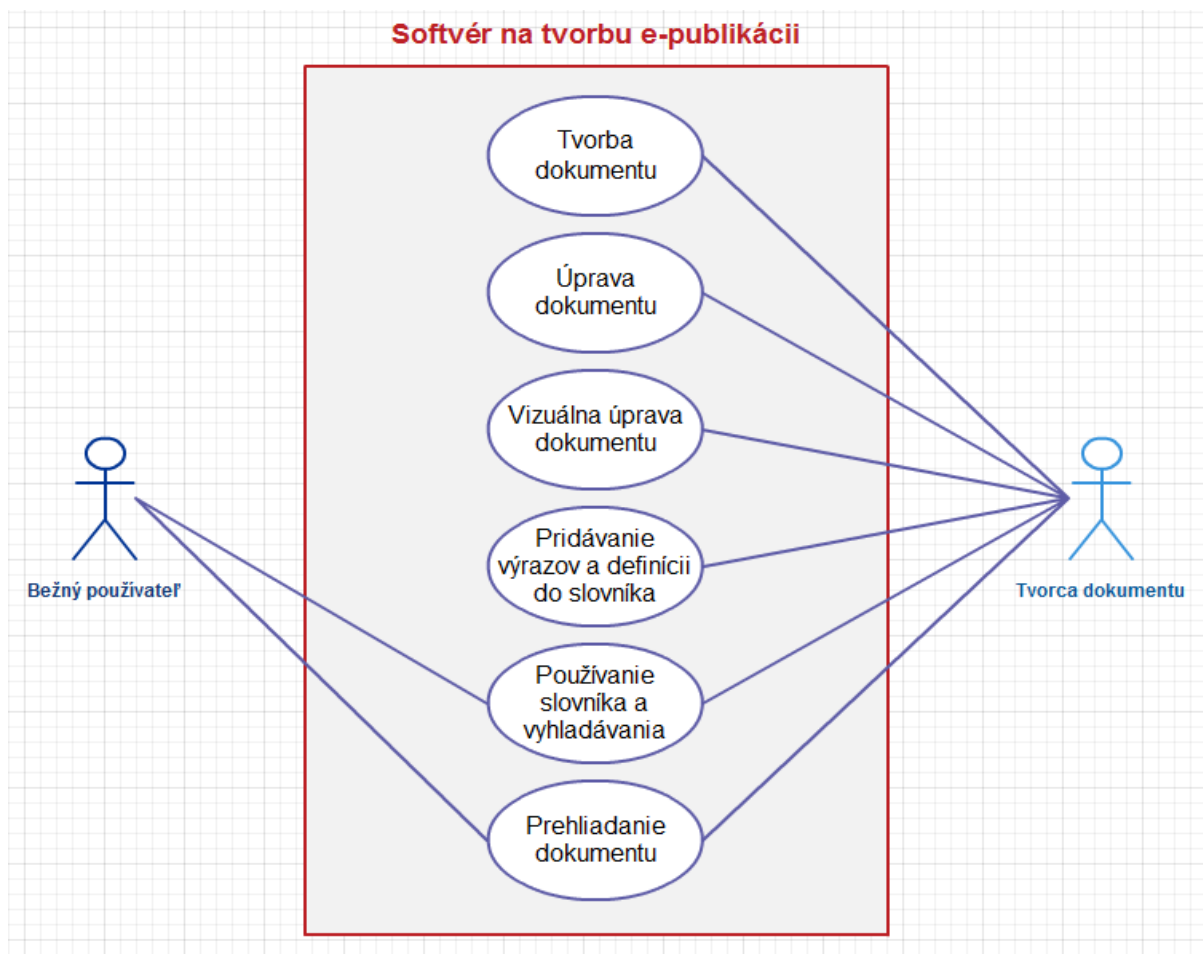 Softvér na tvorbu e-publikácii
Tvorba
dokumentu
Úprava
dokumentu
Vizuálna úprava
dokumentu
Pridávanie
výrazov a definícii
do slovníka
Používanie
slovníka a
vyhladávania
Prehliadanie
dokumentu
Bežný používateľ
Tvorca dokumentu